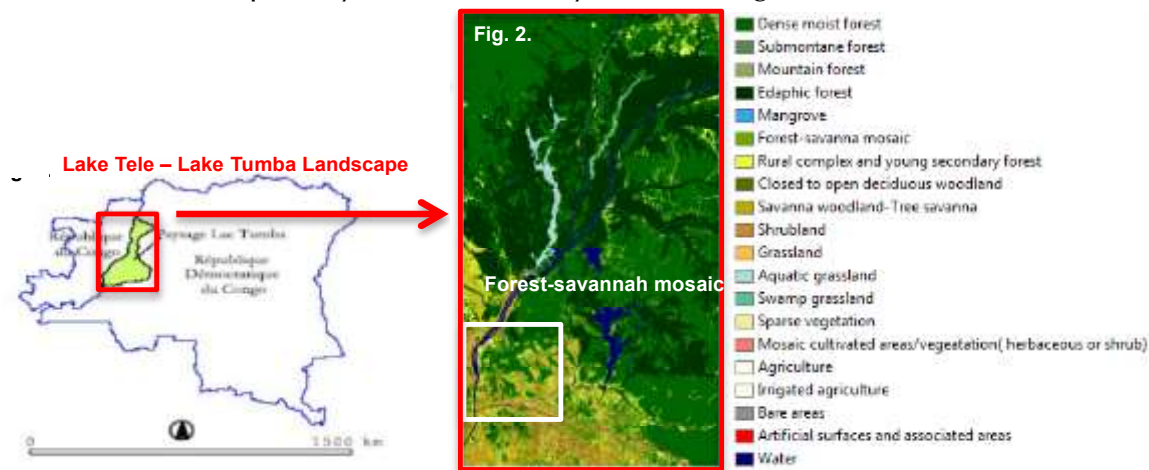 Fig. 2.
Lake Tele – Lake Tumba Landscape
République
du Congo
Paysage Lac Tumba
République
Démocratique
du Congo
0 1500 km
Forest-savannah mosaic
Dense moist forest
Submontane forest
Mountain forest
Edaphic forest
Mangrove
Forest-savanna mosaic
Rural complex and young secondary forest
Closed to open deciduous woodland
Savanna woodland-Tree savanna
Shrubland
Grassland
Aquatic grassland
Swamp grassland
Sparse vegetation
Mosaic cultivated areas/vegeatation( herbaceous or shrub)
Agriculture
Irrigated agriculture
Bare areas
Artificial surfaces and associated areas
Water